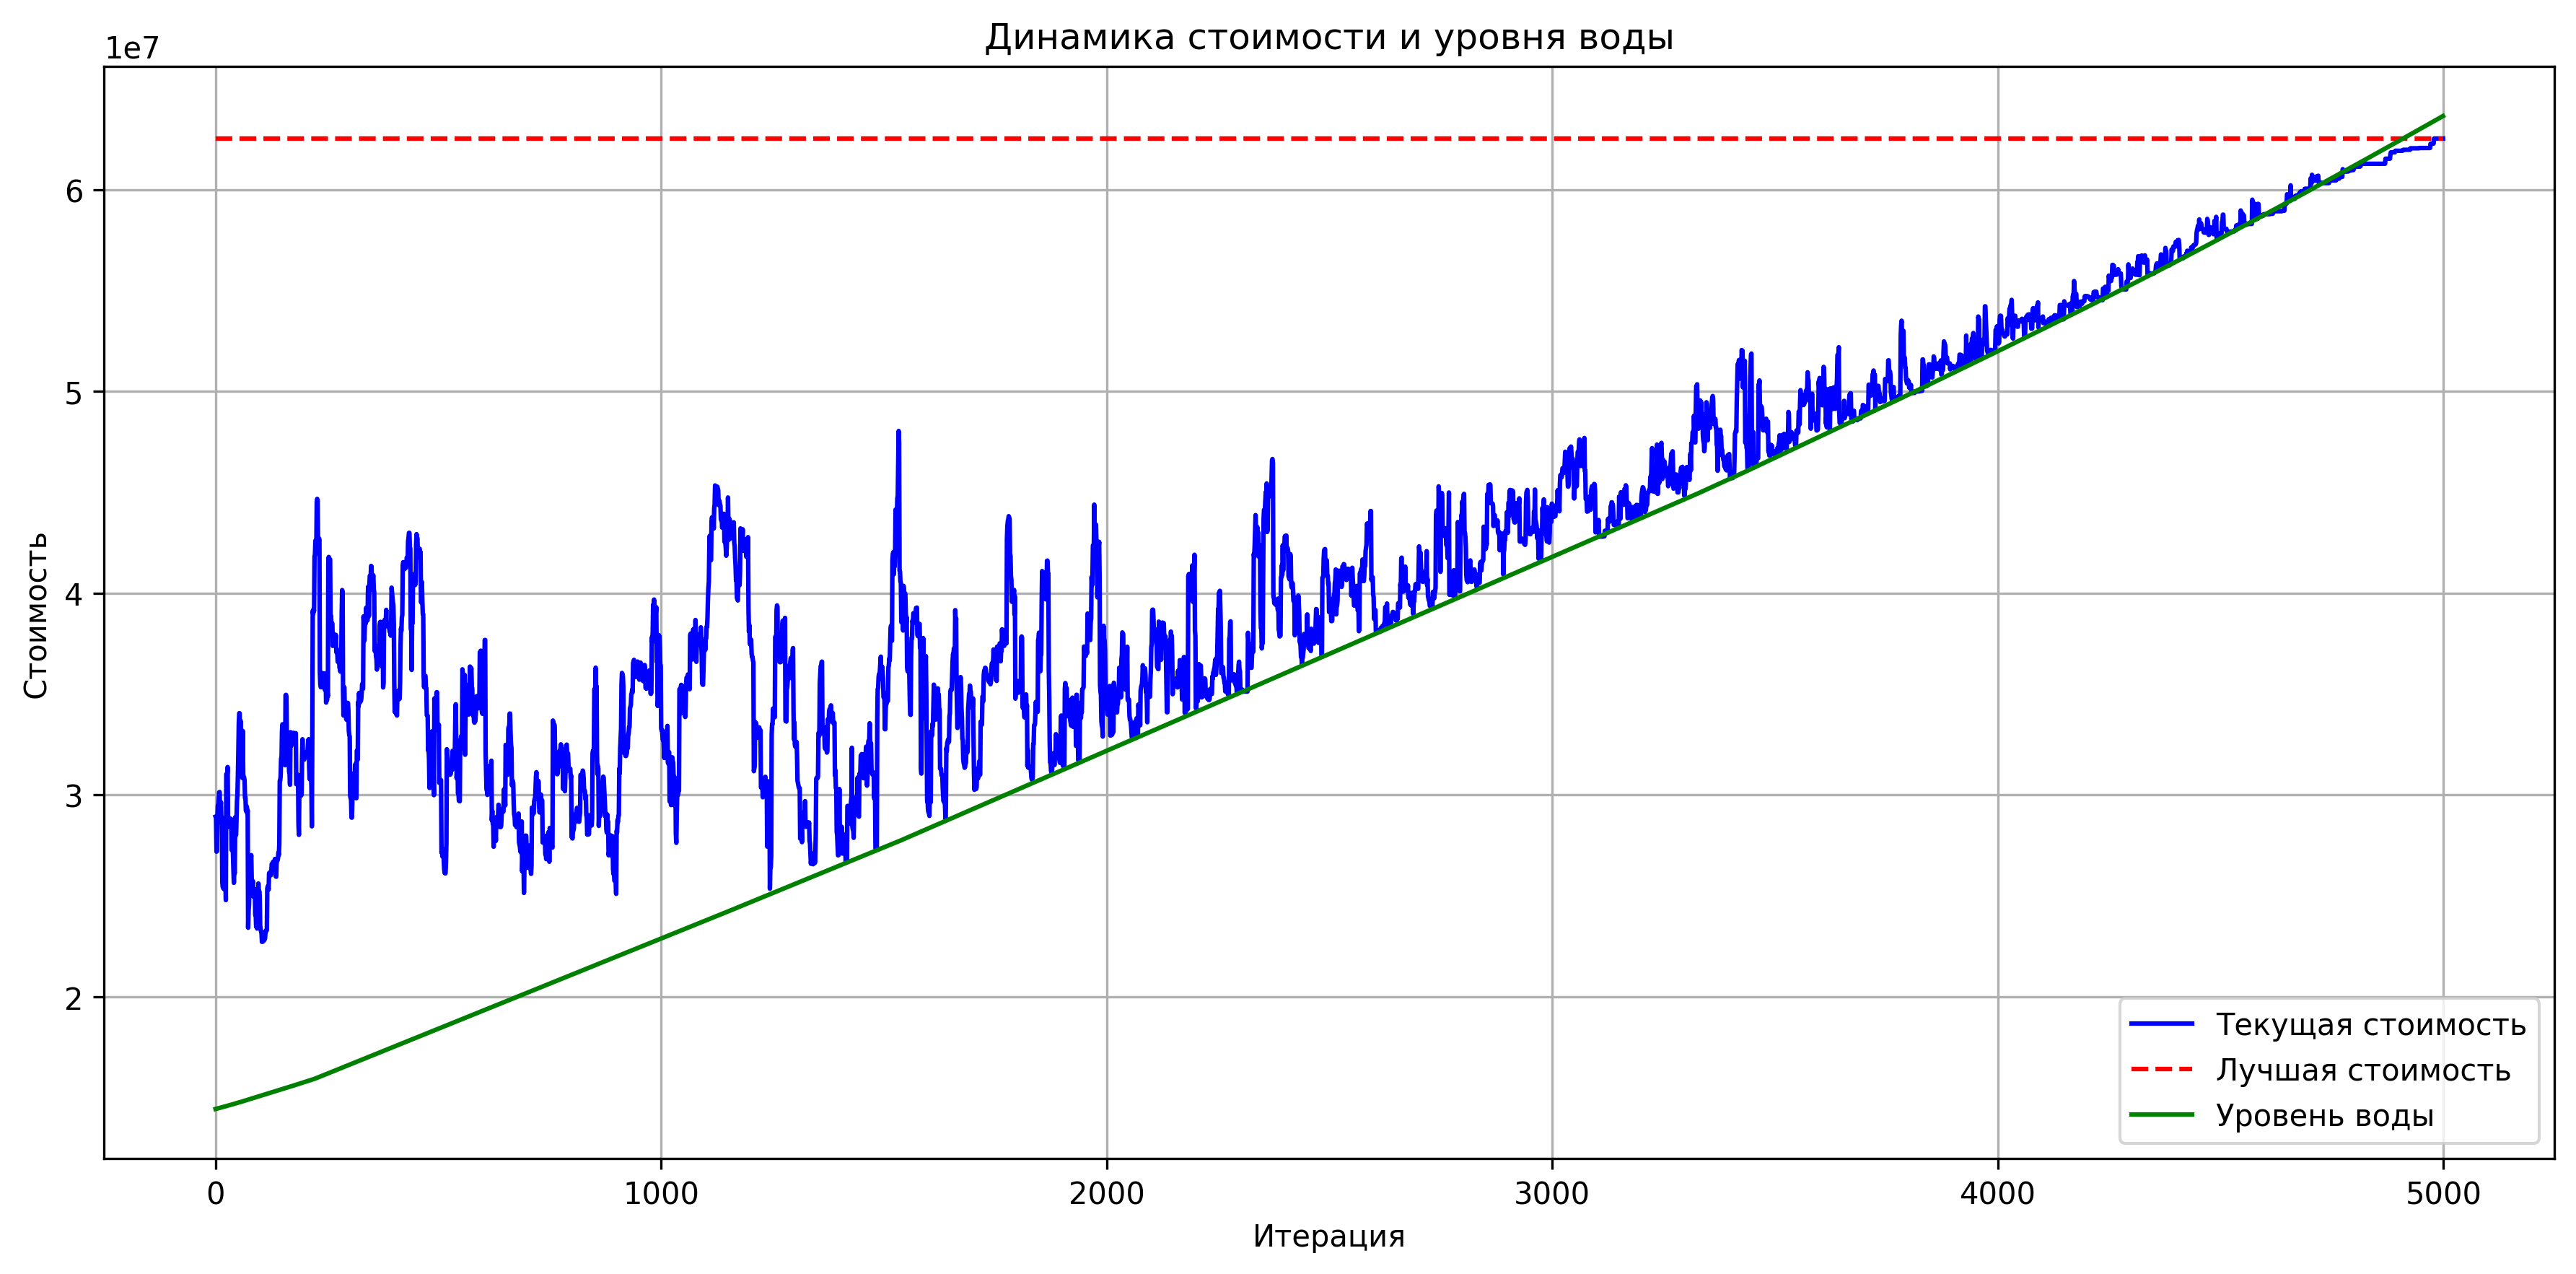 Динамика стоимости и уровня воды
1e7
6
5
4
3
2
Стоимость
0 1000 2000 3000 4000 5000
Итерация
Текущая стоимость
Лучшая стоимость
Уровень воды